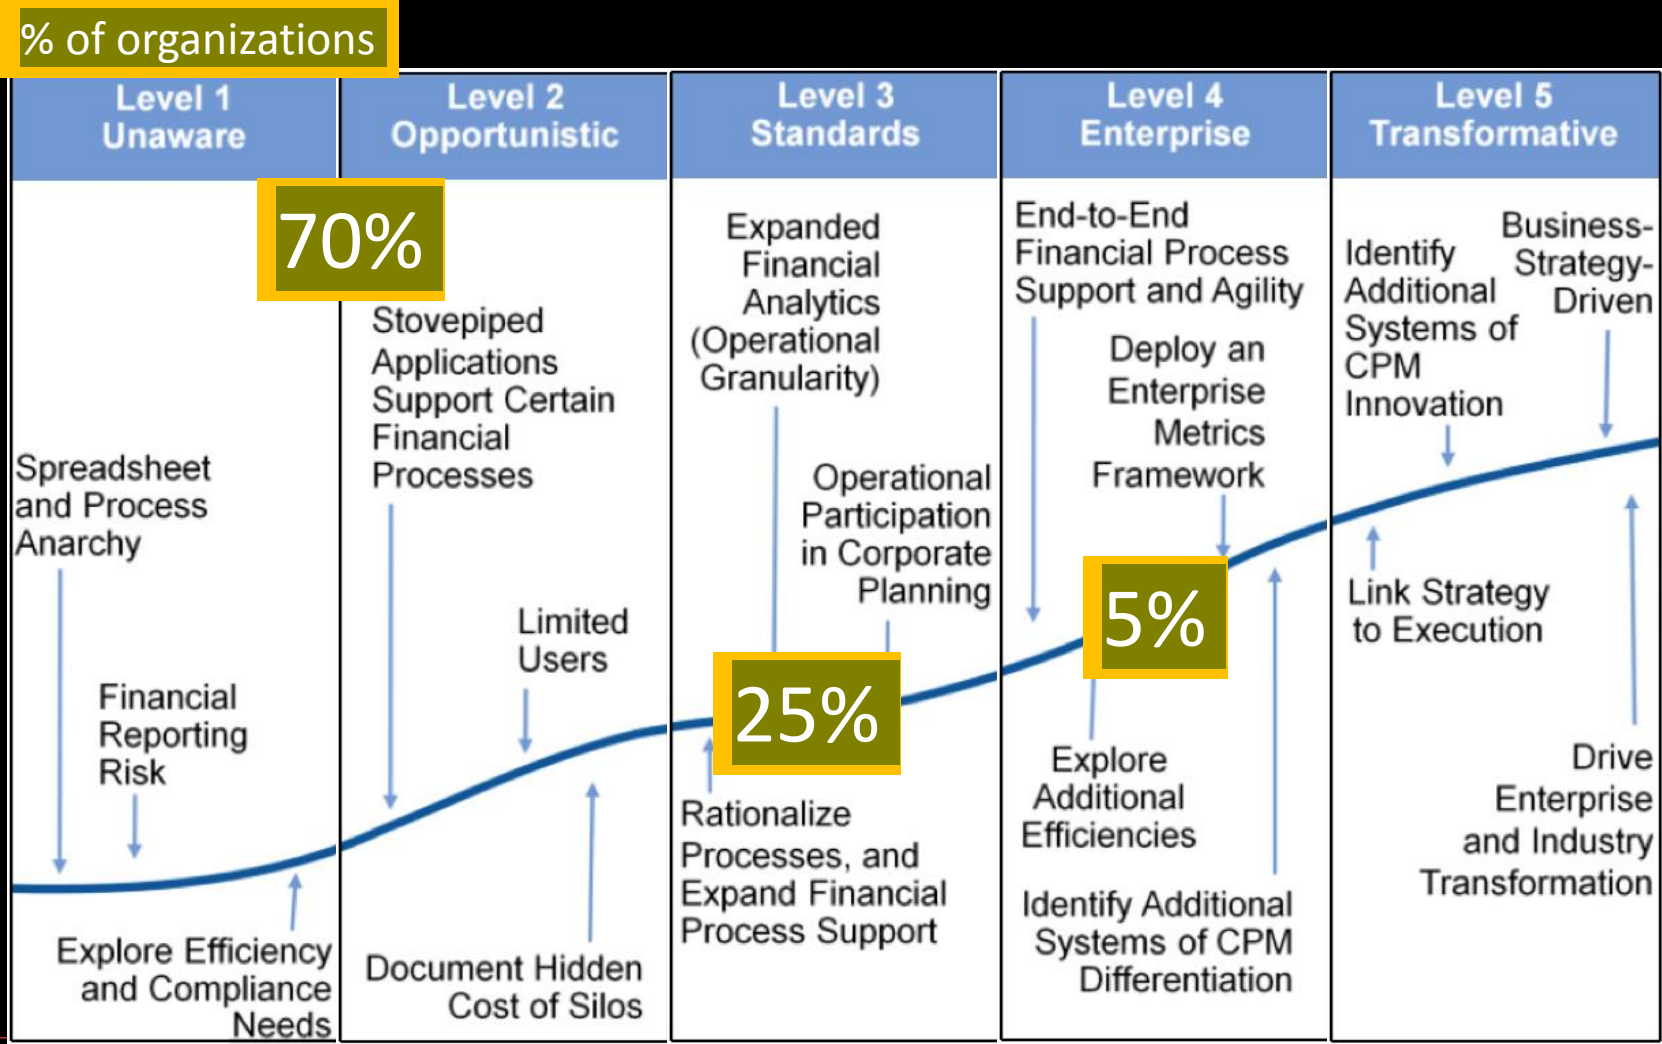 % of organizations
Level 1
Unaware
Level 2
Opportunistic
Level 3
Standards
Level 4
Enterprise
Level 5
Transformative
70%
Spreadsheet
and Process
Anarchy
Financial
Reporting
Risk
Explore Efficiency
and Compliance
Needs
Stovepiped
Applications
Support Certain
Financial
Processes
Limited
Users
Document Hidden
Cost of Silos
Expanded
Financial
Analytics
(Operational
Granularity)
Operational
Participation
in Corporate
Planning
25%
Rationalize
Processes, and
Expand Financial
Process Support
End-to-End
Financial Process
Support and Agility
Deploy an
Enterprise
Metrics
Framework
5%
Explore
Additional
Efficiencies
Identify Additional
Systems of CPM
Differentiation
Identify
Additional
Systems of
CPM
Innovation
Business-
Strategy-
Driven
Link Strategy
to Execution
Drive
Enterprise
and Industry
Transformation